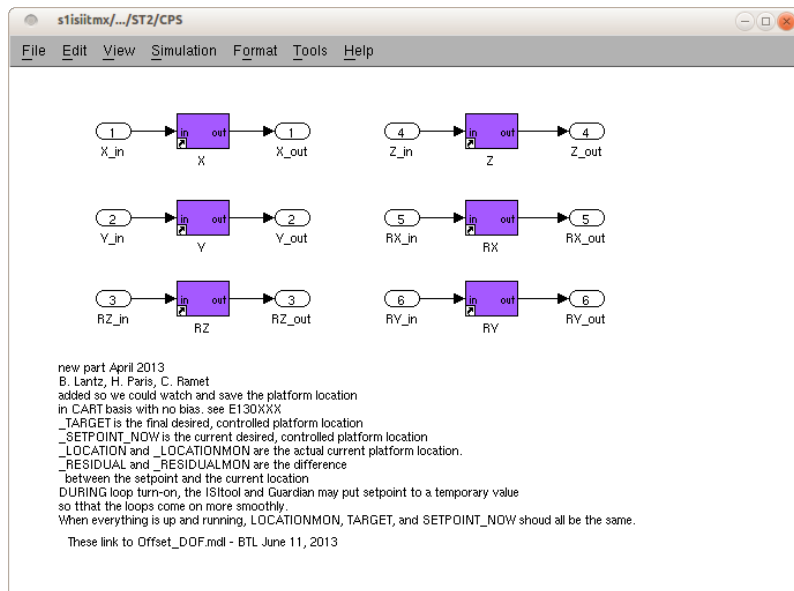 s1isiitmx/.../ST2/CPS
File Edit View Simulation Format Tools Help
1 in out 1 4 in out 4
X_in X X_out Z_in Z Z_out
2 in out 2 5 in out 5
Y_in Y Y_out RX_in RX RX_out
3 in out 3 6 in out 6
RZ_in RZ RZ_out RY_in RY RY_out
new part April 2013
B. Lantz, H. Paris, C. Ramet
added so we could watch and save the platform location
in CART basis with no bias. see E130XXX
_TARGET is the final desired, controlled platform location
_SETPOINT_NOW is the current desired, controlled platform location
_LOCATION and _LOCATIONMON are the actual current platform location.
_RESIDUAL and _RESIDUALMON are the difference
between the setpoint and the current location
DURING loop turn-on, the ISItool and Guardian may put setpoint to a temporary value
so tthat the loops come on more smoothly.
When everything is up and running, LOCATIONMON, TARGET, and SETPOINT_NOW shoud all be the same.
These link to Offset_DOF.mdl - BTL June 11, 2013